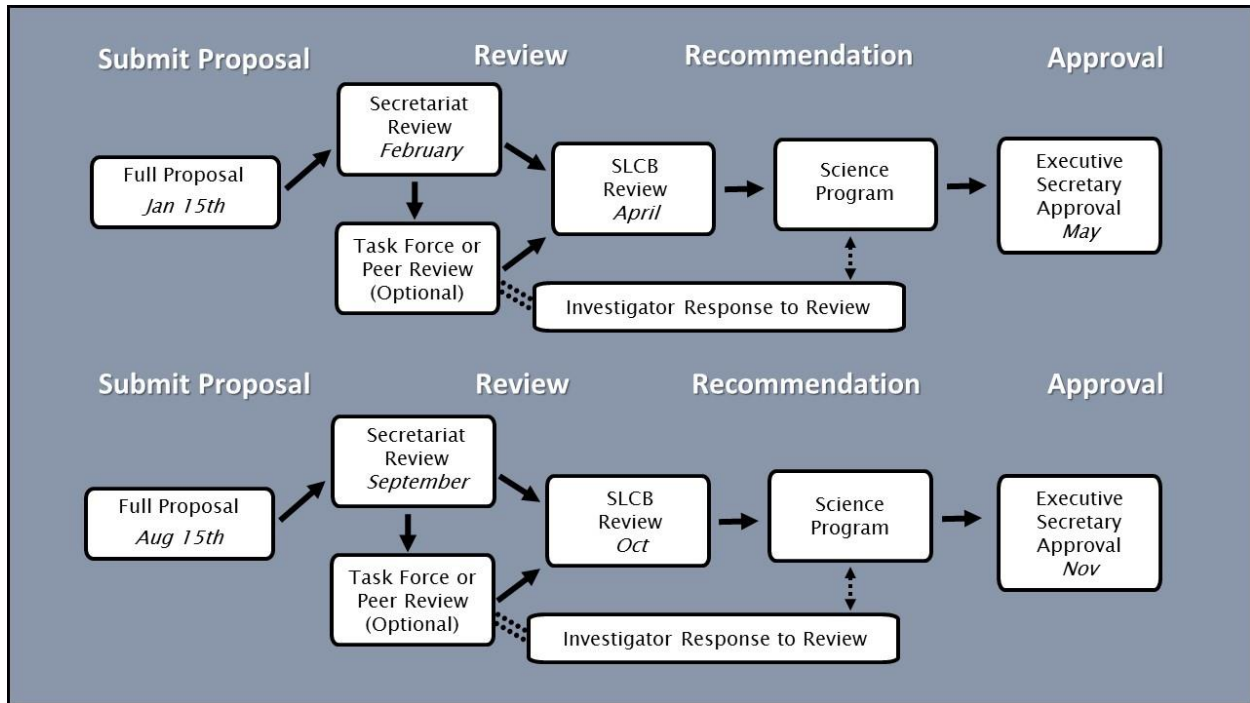 Submit Proposal
Review
Recommendation
Approval
Full Proposal
Jan 15th
Secretariat
Review
February
Task Force or
Peer Review
(Optional)
SLCB
Review
April
Science
Program
Investigator Response to Review
Executive
Secretary
Approval
May
Submit Proposal
Review
Recommendation
Approval
Full Proposal
Aug 15th
Secretariat
Review
September
Task Force or
Peer Review
(Optional)
SLCB
Review
Oct
Science
Program
Investigator Response to Review
Executive
Secretary
Approval
Nov